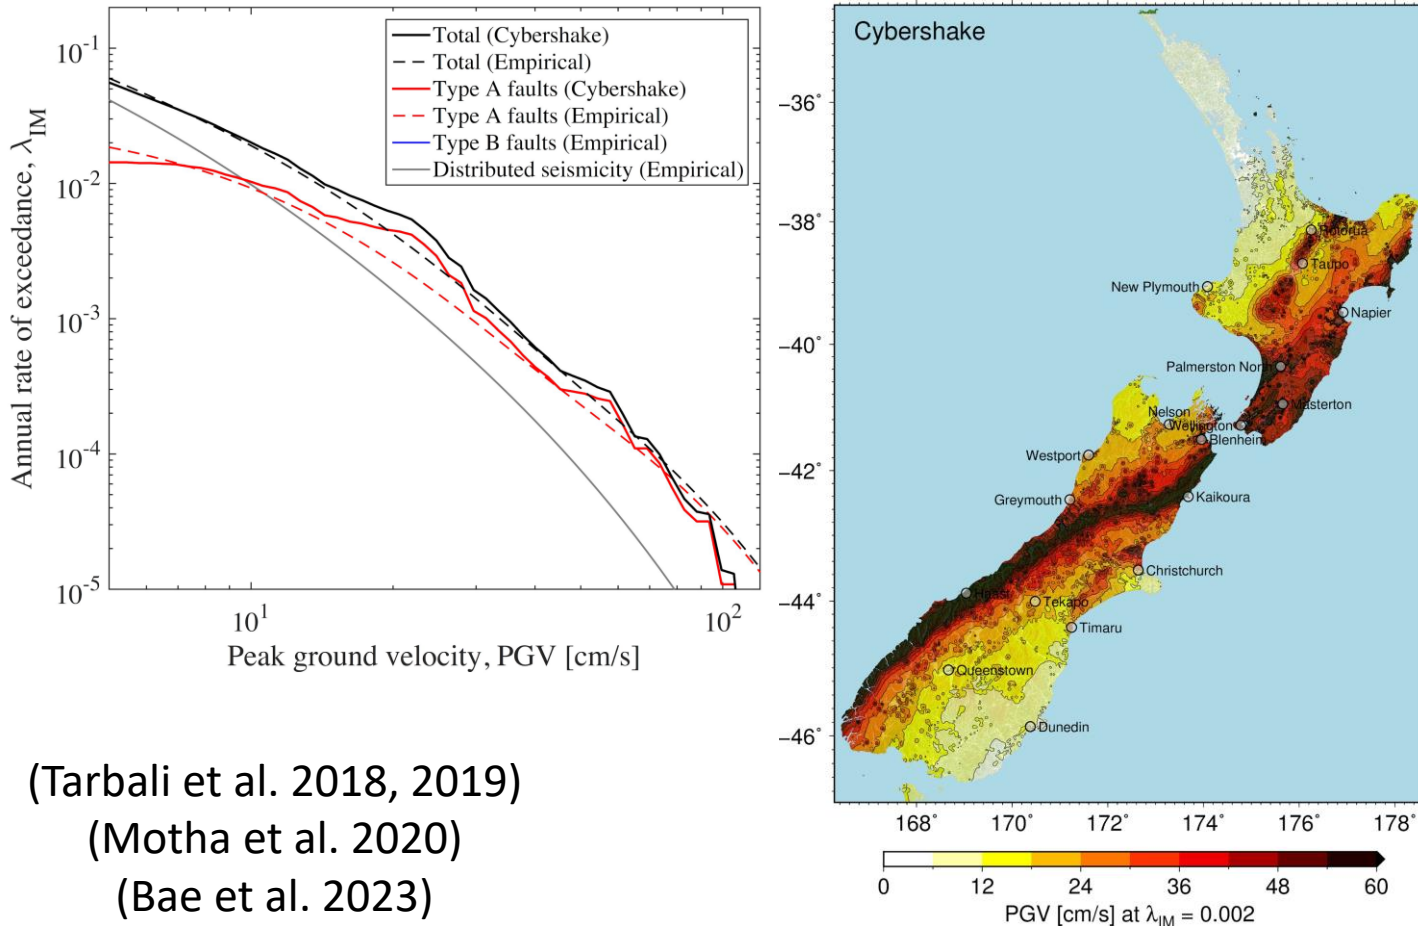 10^-1
10^-2
10^-3
10^-4
10^-5
Annual rate of exceedance, λ_IM
Total (Cybershake)
Total (Empirical)
Type A faults (Cybershake)
Type A faults (Empirical)
Type B faults (Empirical)
Distributed seismicity (Empirical)
10^1
10^2
Peak ground velocity, PGV [cm/s]
(Tarbali et al. 2018, 2019)
(Motha et al. 2020)
(Bae et al. 2023)
Cybershake
−36°
−38°
−40°
−42°
−44°
−46°
Rotorua
Taupo
New Plymouth
Napier
Palmerston North
Masterton
Nelson
Wellington
Blenheim
Westport
Greymouth
Kaikoura
Christchurch
Haast
Tekapo
Timaru
Queenstown
Dunedin
168° 170° 172° 174° 176° 178°
0 12 24 36 48 60
PGV [cm/s] at λ_IM = 0.002